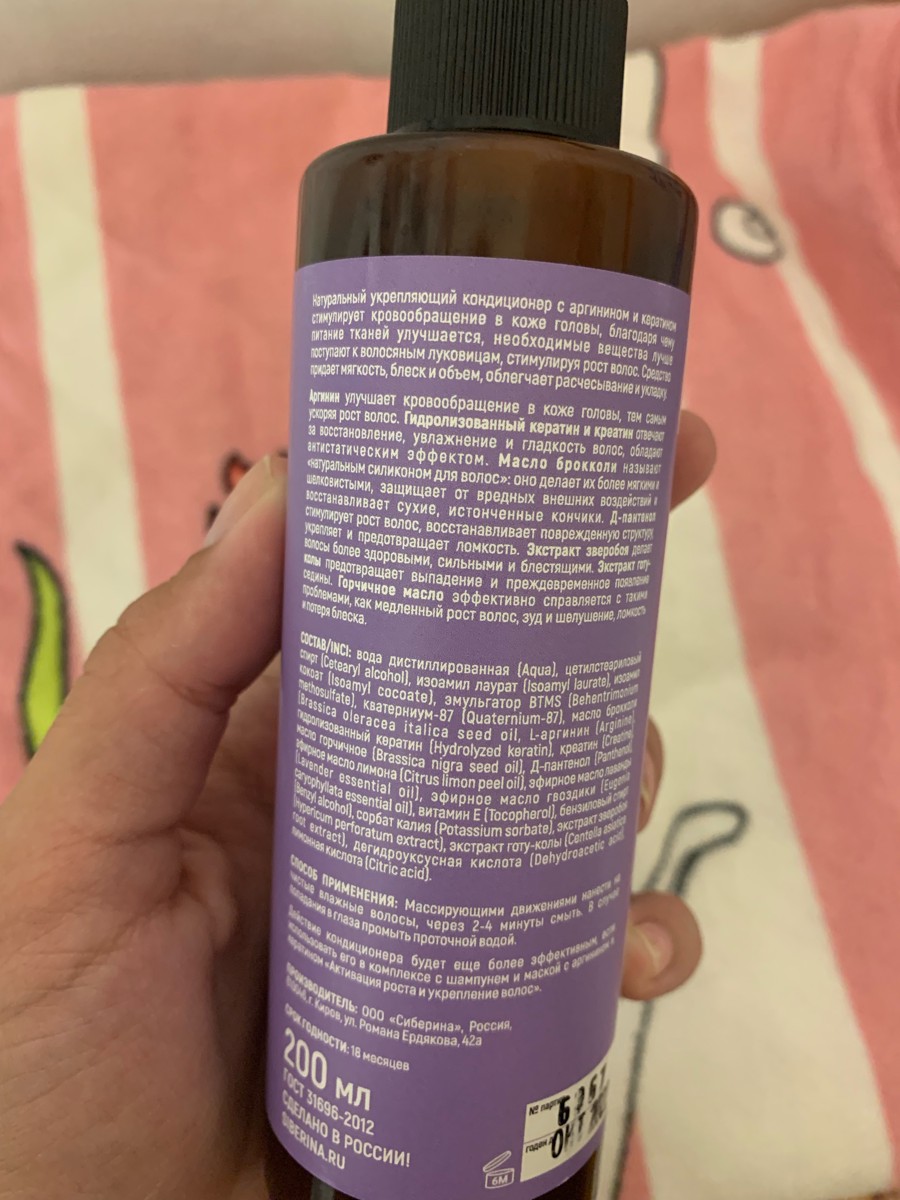 Натуральный укрепляющий кондиционер с аргинином и кератином
стимулирует кровообращение в коже головы, благодаря чему
питание тканей улучшается, необходимые вещества лучше
поступают к волосяным луковицам, стимулируя рост волос. Средство
придает мягкость, блеск и объем, облегчает расчесывание и укладку.
Аргинин улучшает кровообращение в коже головы, тем самым
ускоряя рост волос. Гидролизованный кератин и креатин отвечают
за восстановление, увлажнение и гладкость волос, обладают
антистатическим эффектом. Масло брокколи называют
«натуральным силиконом для волос»: оно делает их более мягкими и
шелковистыми, защищает от вредных внешних воздействий и
восстанавливает сухие, истонченные кончики. Д-пантенол
стимулирует рост волос, восстанавливает поврежденную структуру,
укрепляет и предотвращает ломкость. Экстракт зверобоя делает
волосы более здоровыми, сильными и блестящими. Экстракт готу-
колы предотвращает выпадение и преждевременное появление
седины. Горчичное масло эффективно справляется с такими
проблемами, как медленный рост волос, зуд и шелушение, ломкость
и потеря блеска.
СОСТАВ/INCI: вода дистиллированная (Aqua), цетилстеариловый
спирт (Cetearyl alcohol), изоамил лаурат (Isoamyl laurate), изоамил
кокоат (Isoamyl cocoate), эмульгатор BTMS (Behentrimonium
methosulfate), кватерниум-87 (Quaternium-87), масло брокколи
(Brassica oleracea italica seed oil, L-аргинин (Arginine),
гидролизованный кератин (Hydrolyzed keratin), креатин (Creatine),
масло горчичное (Brassica nigra seed oil), Д-пантенол (Panthenol),
эфирное масло лимона (Citrus limon peel oil), эфирное масло лаванды
(Lavender essential oil), эфирное масло гвоздики (Eugenia
caryophyllata essential oil), витамин Е (Tocopherol), бензиловый спирт
(Benzyl alcohol), сорбат калия (Potassium sorbate), экстракт зверобоя
(Hypericum perforatum extract), экстракт готу-колы (Centella asiatica
root extract), дегидроуксусная кислота (Dehydroacetic acid),
лимонная кислота (Citric acid).
СПОСОБ ПРИМЕНЕНИЯ: Массирующими движениями нанести на
чистые влажные волосы, через 2-4 минуты смыть. В случае
попадания в глаза промыть проточной водой.
Действие кондиционера будет еще более эффективным, если
использовать его в комплексе с шампунем и маской с аргинином и
кератином «Активация роста и укрепление волос».
ПРОИЗВОДИТЕЛЬ: ООО «Сиберина», Россия,
610046, г. Киров, ул. Романа Ердякова, 42а
СРОК ГОДНОСТИ: 18 месяцев
200 МЛ
ГОСТ 31696-2012
СДЕЛАНО В РОССИИ!
SIBERINA.RU
6М
№ партии
годен
ОКТ